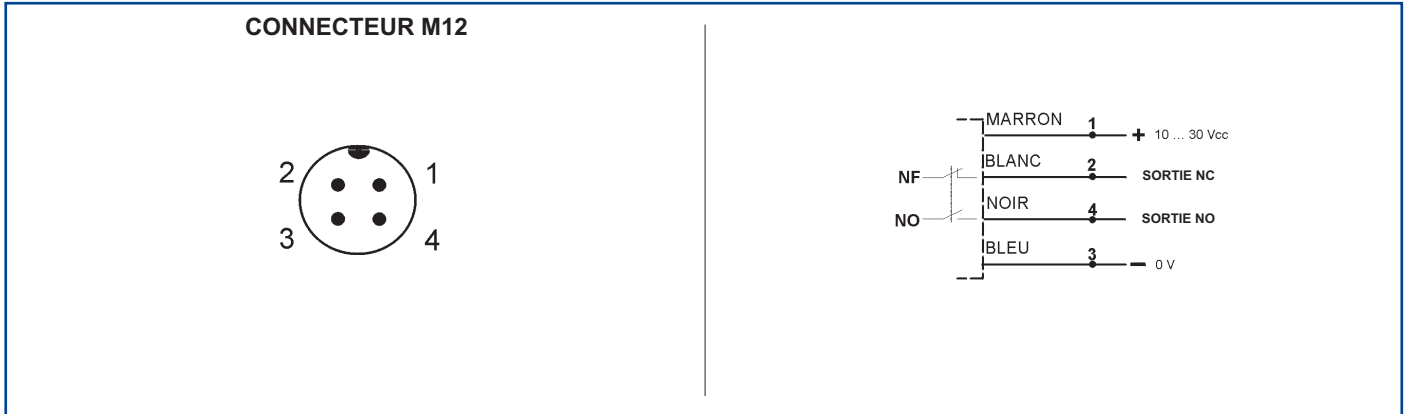 CONNECTEUR M12
2 1
3 4
MARRON 1 + 10 ... 30 Vcc
NF BLANC 2 SORTIE NC
NO NOIR 4 SORTIE NO
BLEU 3 – 0 V